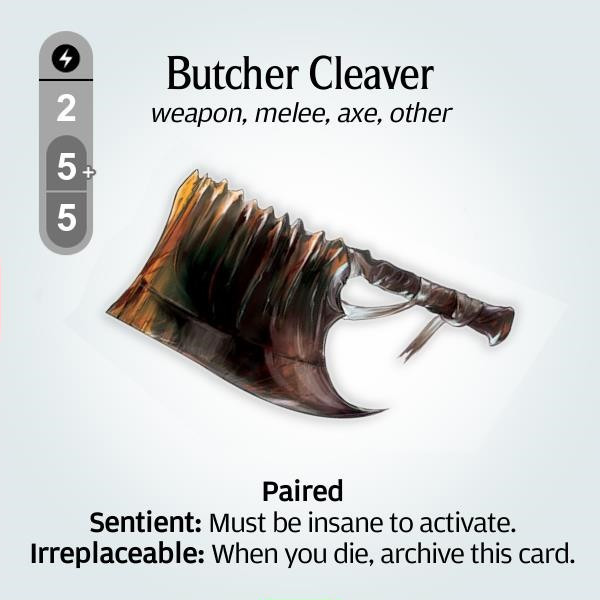 Butcher Cleaver
weapon, melee, axe, other
2
5+
5
Paired
Sentient: Must be insane to activate.
Irreplaceable: When you die, archive this card.